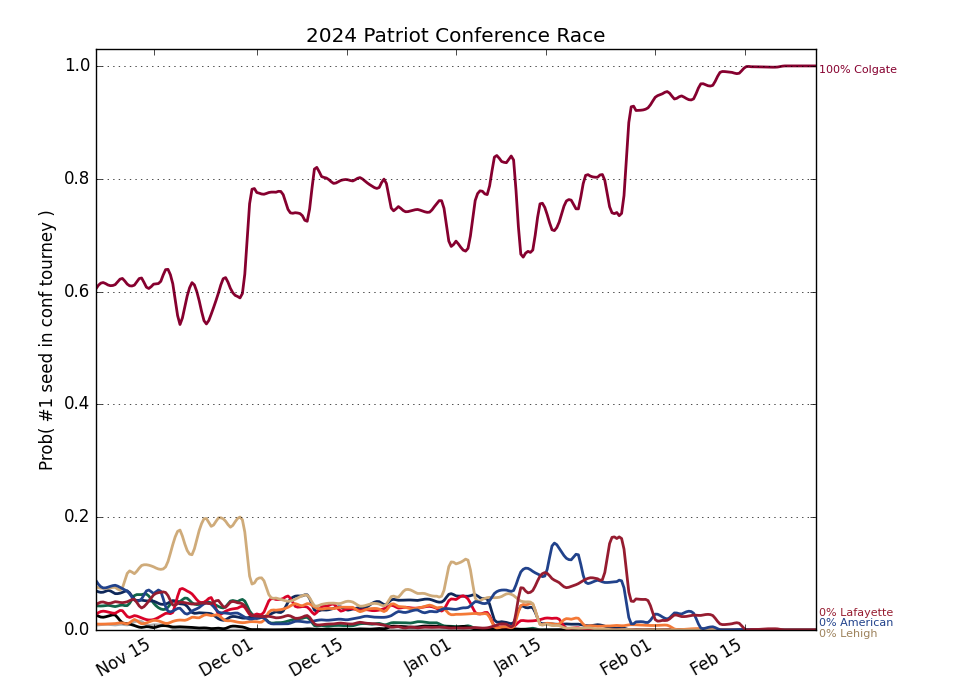 2024 Patriot Conference Race
Prob( #1 seed in conf tourney )
1.0
0.8
0.6
0.4
0.2
0.0
100% Colgate
0% Lafayette
0% American
0% Lehigh
Nov 15
Dec 01
Dec 15
Jan 01
Jan 15
Feb 01
Feb 15